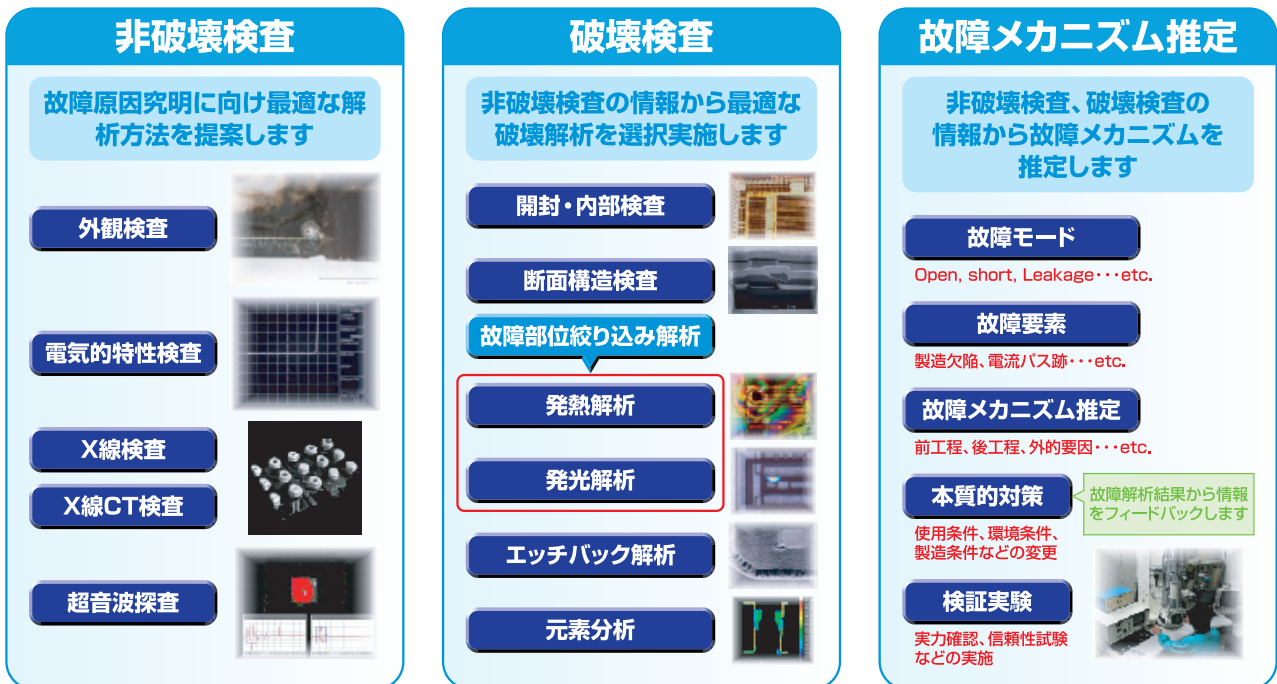 非破壊検査
故障原因究明に向け最適な解
析方法を提案します
外観検査
電気的特性検査
X線検査
X線CT検査
超音波探査
破壊検査
非破壊検査の情報から最適な
破壊解析を選択実施します
開封・内部検査
断面構造検査
故障部位絞り込み解析
発熱解析
発光解析
エッチバック解析
元素分析
故障メカニズム推定
非破壊検査、破壊検査の
情報から故障メカニズムを
推定します
故障モード
Open, short, Leakage・・・etc.
故障要素
製造欠陥、電流パス跡・・・etc.
故障メカニズム推定
前工程、後工程、外的要因・・・etc.
本質的対策
故障解析結果から情報
をフィードバックします
使用条件、環境条件、
製造条件などの変更
検証実験
実力確認、信頼性試験
などの実施